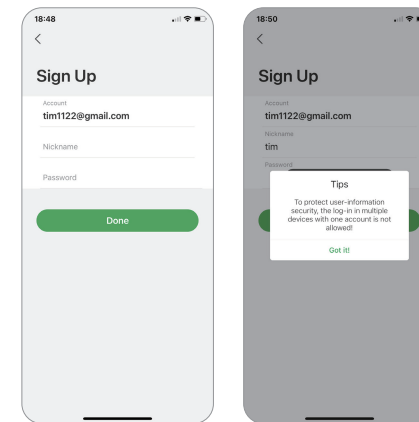 18:48
Sign Up
Account
tim1122@gmail.com
Nickname
Password
Done
18:50
Sign Up
Account
tim1122@gmail.com
Nickname
tim
Password
Tips
To protect user-information
security, the log-in in multiple
devices with one account is not
allowed!
Got it!